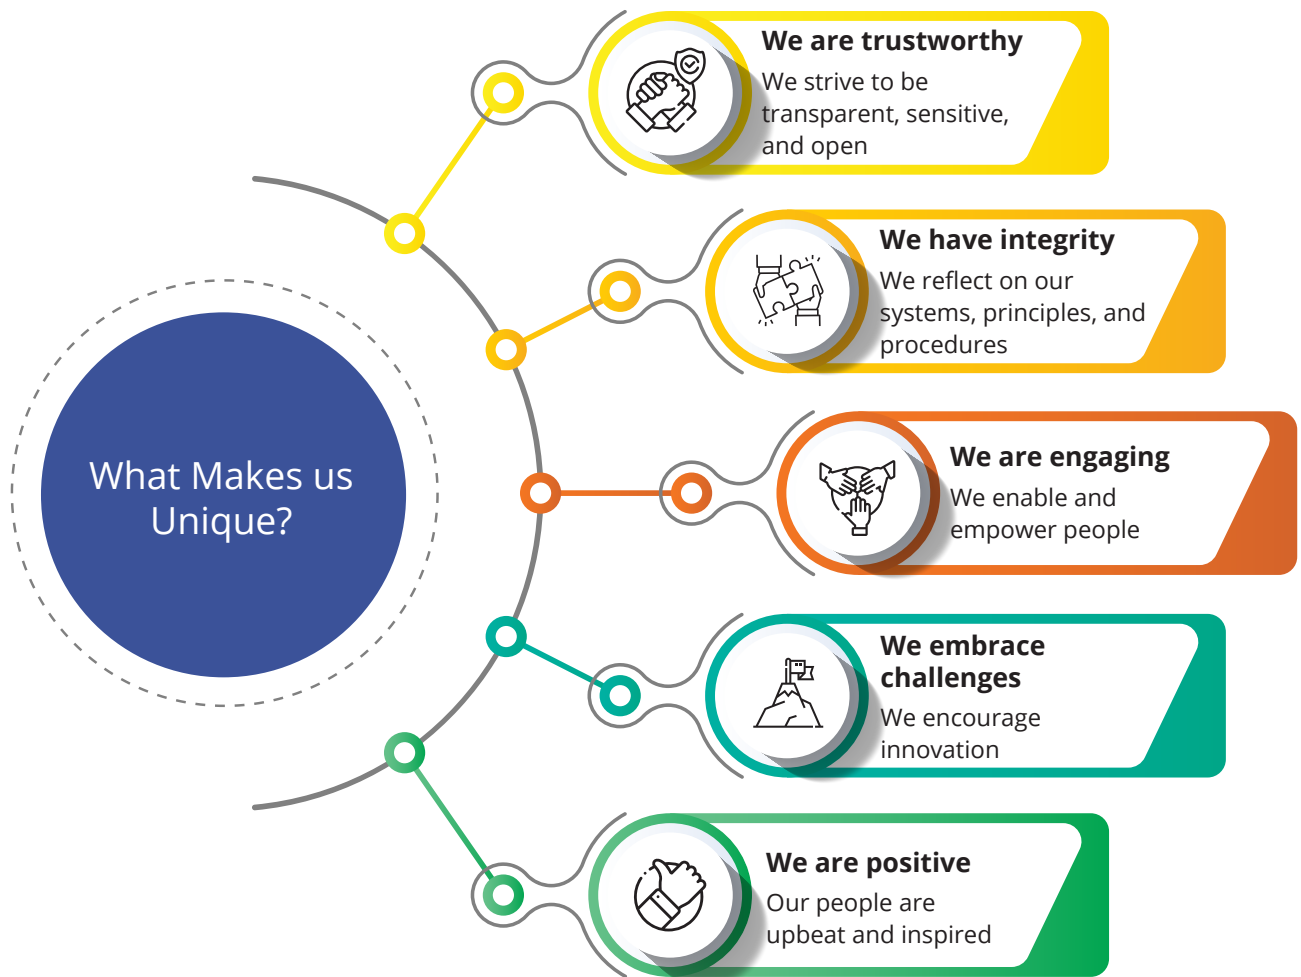 What Makes us
Unique?
We are trustworthy
We strive to be
transparent, sensitive,
and open
We have integrity
We reflect on our
systems, principles, and
procedures
We are engaging
We enable and
empower people
We embrace
challenges
We encourage
innovation
We are positive
Our people are
upbeat and inspired